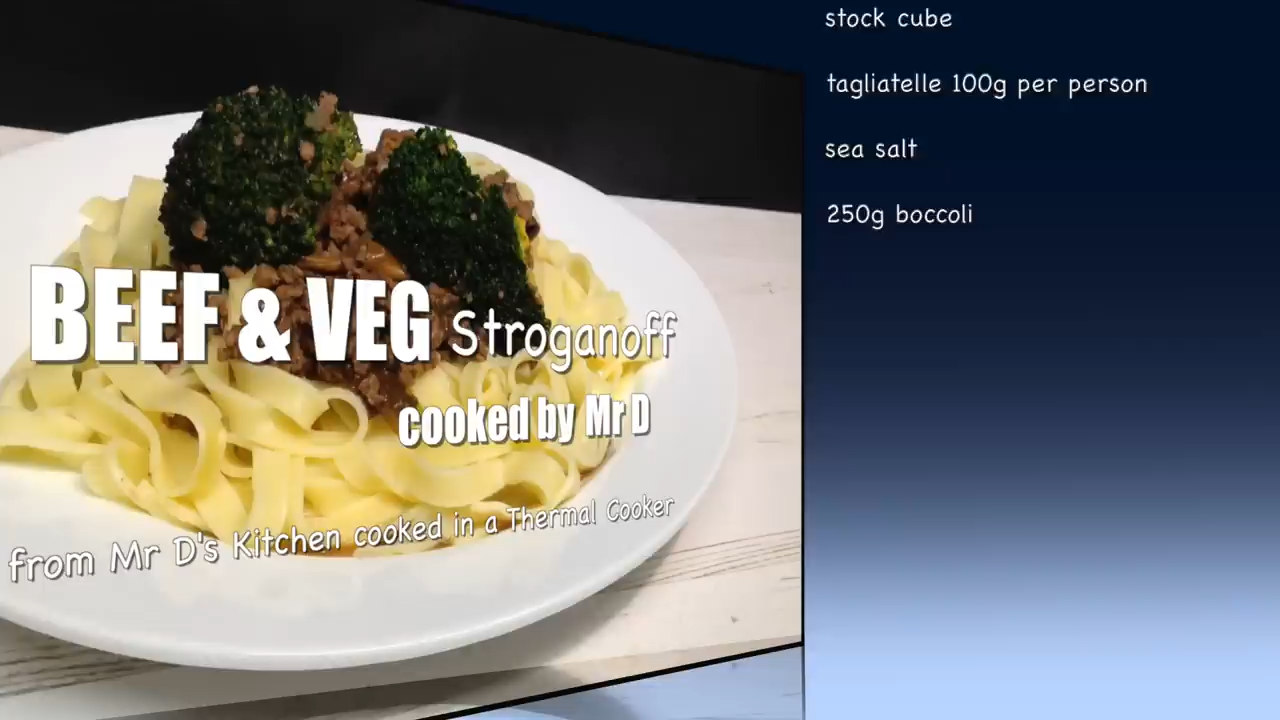 BEEF & VEG Stroganoff
cooked by Mr D
from Mr D's Kitchen cooked in a Thermal Cooker
stock cube
tagliatelle 100g per person
sea salt
250g boccoli